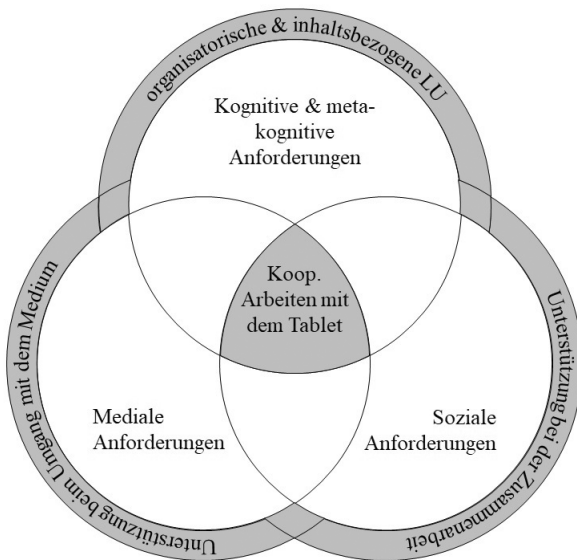 organisatorische & inhaltsbezogene LU
Kognitive & meta-
kognitive
Anforderungen
Koop.
Arbeiten mit
dem Tablet
Mediale
Anforderungen
Soziale
Anforderungen
Unterstützung beim Umgang mit dem Medium
Unterstützung bei der Zusammenarbeit